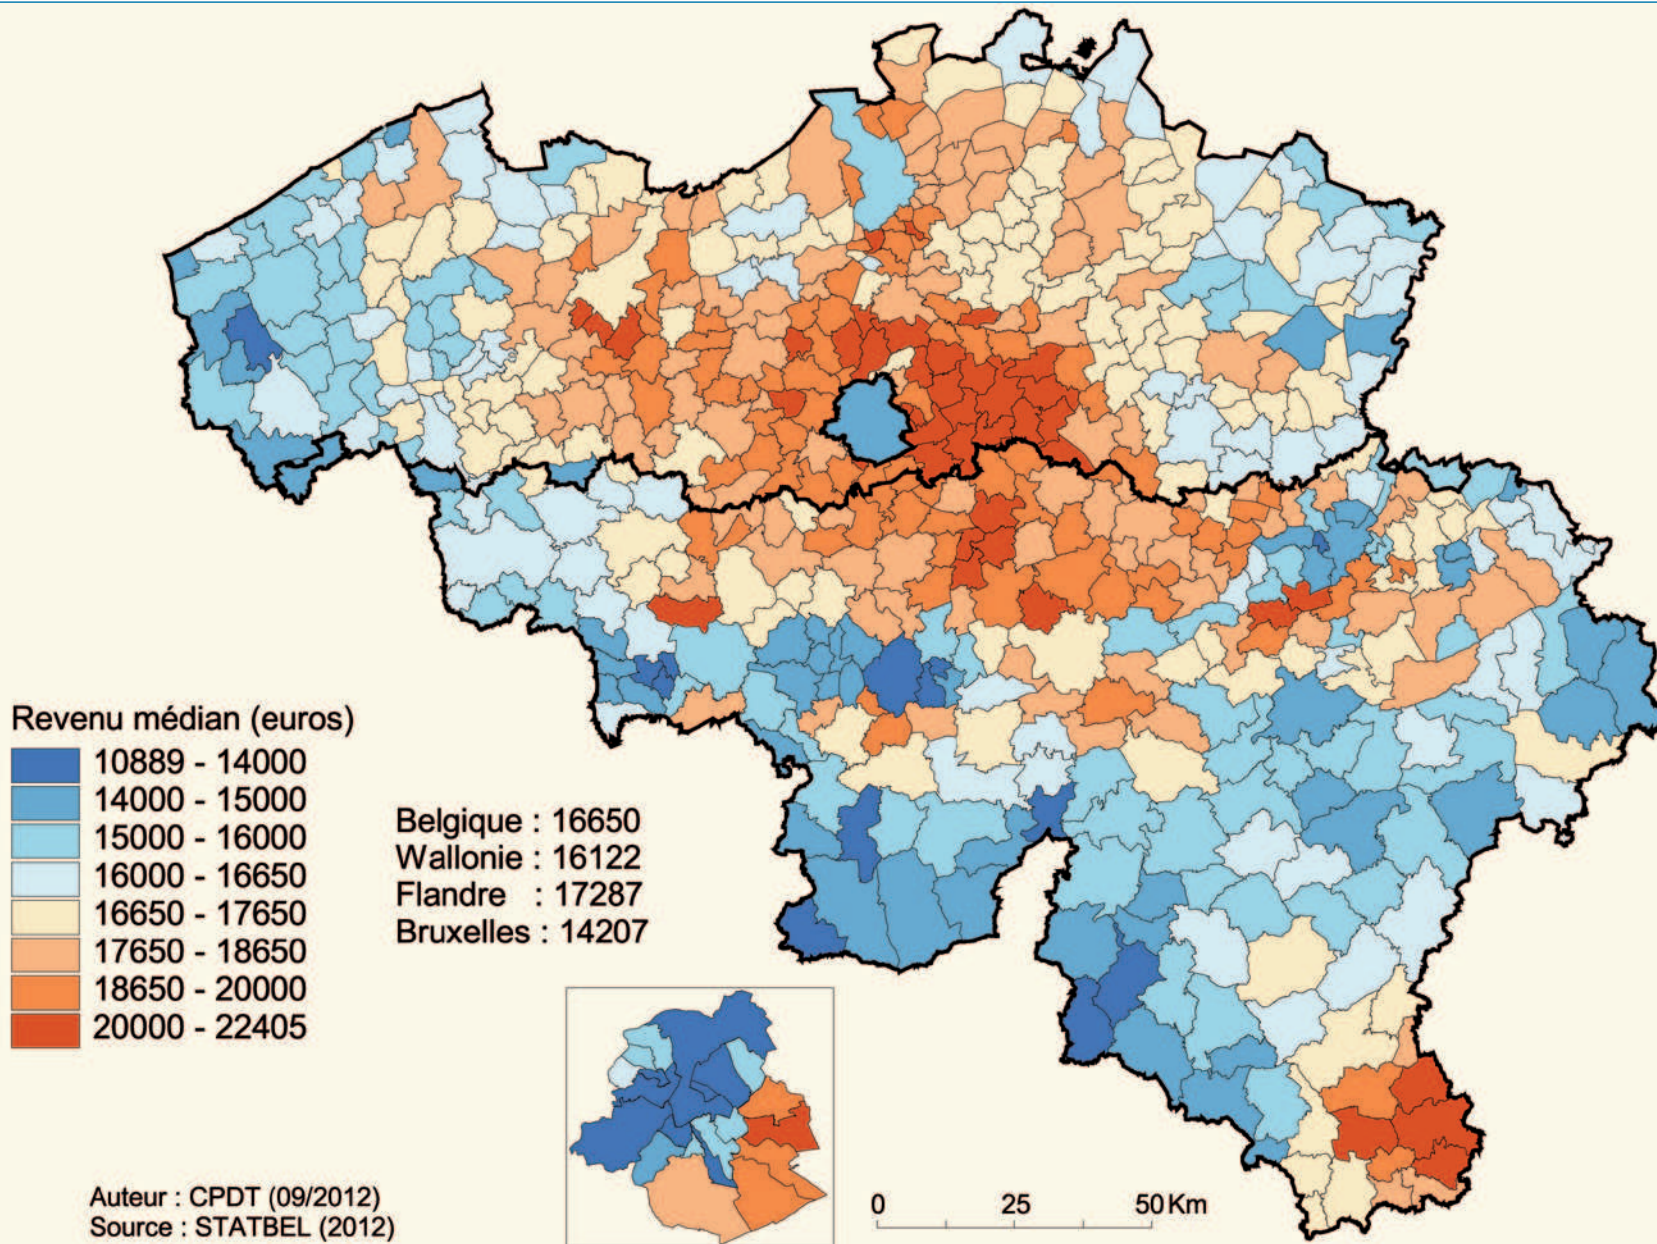 Revenu médian (euros)
10889 - 14000
14000 - 15000
15000 - 16000
16000 - 16650
16650 - 17650
17650 - 18650
18650 - 20000
20000 - 22405
Belgique : 16650
Wallonie : 16122
Flandre : 17287
Bruxelles : 14207
Auteur : CPDT (09/2012)
Source : STATBEL (2012)
0 25 50 Km